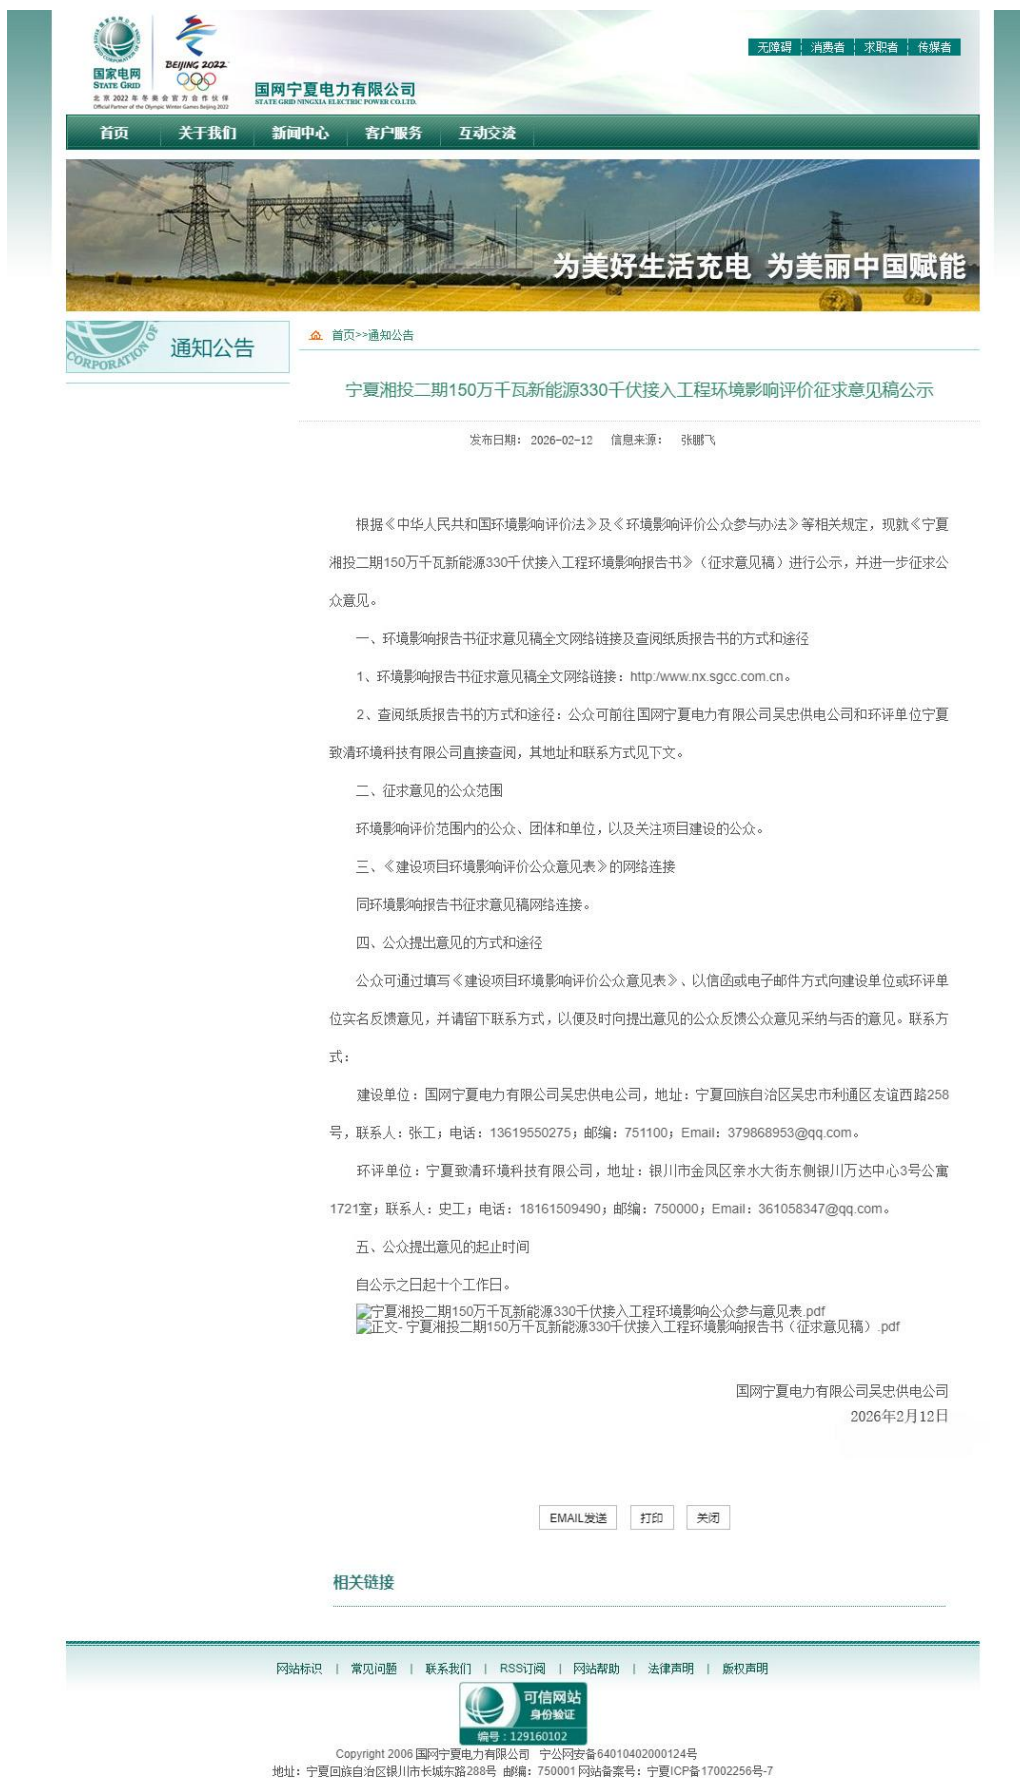 国家电网
STATE GRID
BEIJING 2022
北京2022年冬奥会官方合作伙伴
Official Partner of the Olympic Winter Games Beijing 2022
国网宁夏电力有限公司
STATE GRID NINGXIA ELECTRIC POWER CO.LTD.
无障碍 消费者 求职者 传媒者
首页 关于我们 新闻中心 客户服务 互动交流
为美好生活充电 为美丽中国赋能
CORPORATION OF
通知公告
首页>>通知公告
宁夏湘投二期150万千瓦新能源330千伏接入工程环境影响评价征求意见稿公示
发布日期： 2026-02-12 信息来源： 张鹏飞
根据《中华人民共和国环境影响评价法》及《环境影响评价公众参与办法》等相关规定，现就《宁夏
湘投二期150万千瓦新能源330千伏接入工程环境影响报告书》（征求意见稿）进行公示，并进一步征求公
众意见。
一、环境影响报告书征求意见稿全文网络链接及查阅纸质报告书的方式和途径
1、环境影响报告书征求意见稿全文网络链接：http:/www.nx.sgcc.com.cn。
2、查阅纸质报告书的方式和途径：公众可前往国网宁夏电力有限公司吴忠供电公司和环评单位宁夏
致清环境科技有限公司直接查阅，其地址和联系方式见下文。
二、征求意见的公众范围
环境影响评价范围内的公众、团体和单位，以及关注项目建设的公众。
三、《建设项目环境影响评价公众意见表》的网络连接
同环境影响报告书征求意见稿网络连接。
四、公众提出意见的方式和途径
公众可通过填写《建设项目环境影响评价公众意见表》、以信函或电子邮件方式向建设单位或环评单
位实名反馈意见，并请留下联系方式，以便及时向提出意见的公众反馈公众意见采纳与否的意见。联系方
式：
建设单位：国网宁夏电力有限公司吴忠供电公司，地址：宁夏回族自治区吴忠市利通区友谊西路258
号，联系人：张工；电话：13619550275；邮编：751100；Email：379868953@qq.com。
环评单位：宁夏致清环境科技有限公司，地址：银川市金凤区亲水大街东侧银川万达中心3号公寓
1721室；联系人：史工；电话：18161509490；邮编：750000；Email：361058347@qq.com。
五、公众提出意见的起止时间
自公示之日起十个工作日。
宁夏湘投二期150万千瓦新能源330千伏接入工程环境影响公众参与意见表.pdf
正文- 宁夏湘投二期150万千瓦新能源330千伏接入工程环境影响报告书（征求意见稿）.pdf
国网宁夏电力有限公司吴忠供电公司
2026年2月12日
EMAIL发送 打印 关闭
相关链接
网站标识 | 常见问题 | 联系我们 | RSS订阅 | 网站帮助 | 法律声明 | 版权声明
可信网站
身份验证
编号：129160102
Copyright 2006 国网宁夏电力有限公司 宁公网安备64010402000124号
地址：宁夏回族自治区银川市长城东路288号 邮编：750001 网站备案号：宁夏ICP备17002256号-7